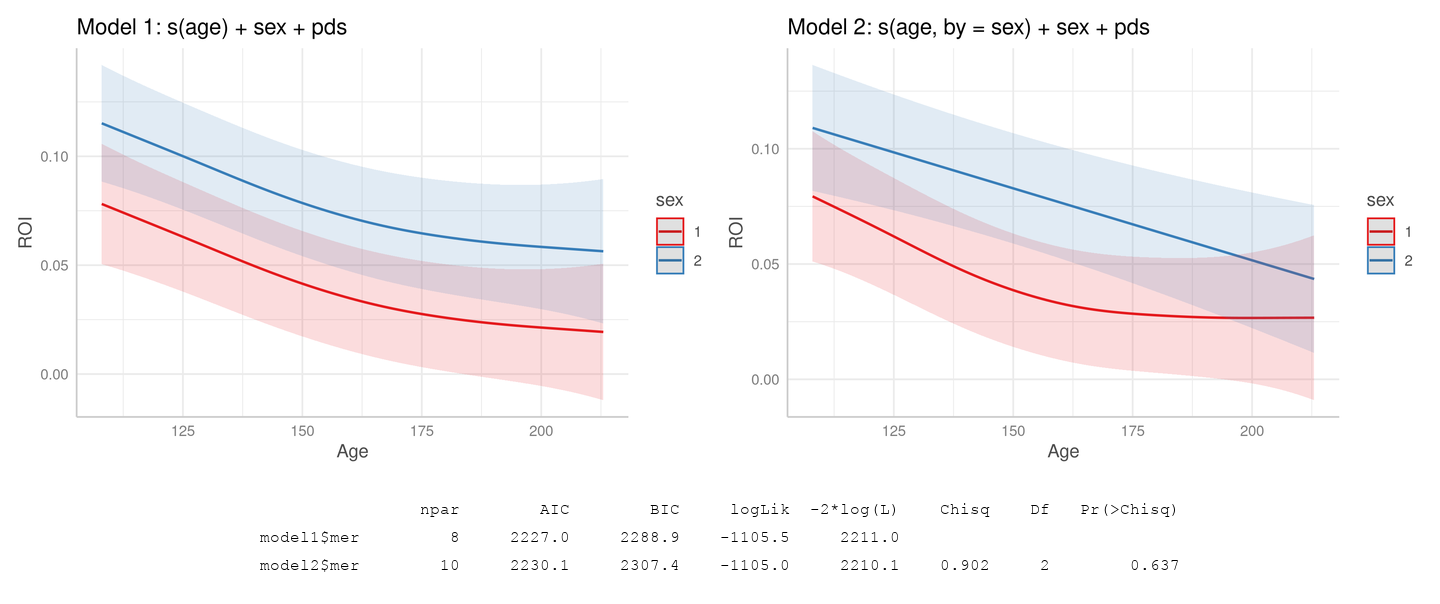 Model 1: s(age) + sex + pds
ROI
0.10
0.05
0.00
125 150 175 200
Age
sex
1
2
Model 2: s(age, by = sex) + sex + pds
ROI
0.10
0.05
0.00
125 150 175 200
Age
sex
1
2
npar AIC BIC logLik -2*log(L) Chisq Df Pr(>Chisq)
model1$mer 8 2227.0 2288.9 -1105.5 2211.0
model2$mer 10 2230.1 2307.4 -1105.0 2210.1 0.902 2 0.637